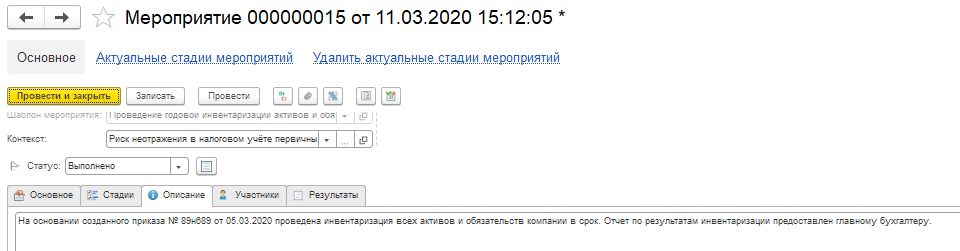 Мероприятие 000000015 от 11.03.2020 15:12:05 *
Основное Актуальные стадии мероприятий Удалить актуальные стадии мероприятий
Провести и закрыть Записать Провести
Шаблон мероприятия: Проведение годовой инвентаризации активов и обя
Контекст: Риск неотражения в налоговом учёте первичны
Статус: Выполнено
Основное Стадии Описание Участники Результаты
На основании созданного приказа № 89н689 от 05.03.2020 проведена инвентаризация всех активов и обязательств компании в срок. Отчет по результатам инвентаризации предоставлен главному бухгалтеру.